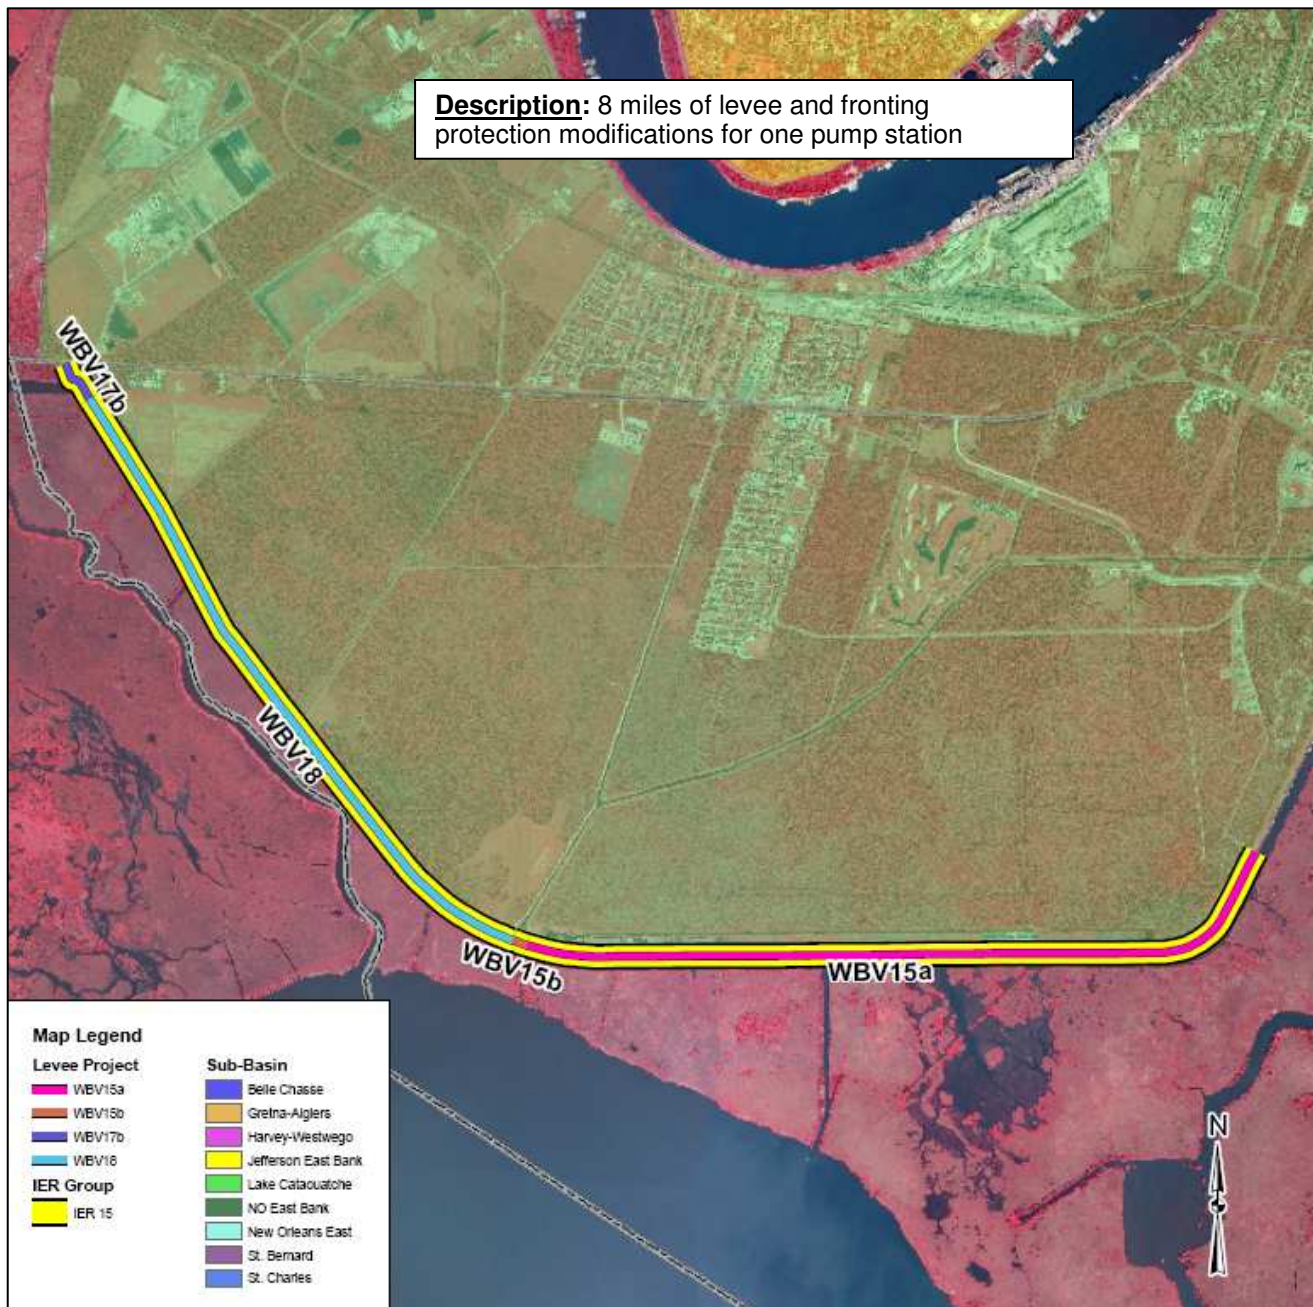 Description: 8 miles of levee and fronting
protection modifications for one pump station
WBV17b
WBV18
WBV15b
WBV15a
Map Legend
Levee Project
WBV15a
WBV15b
WBV17b
WBV18
IER Group
IER 15
Sub-Basin
Belle Chasse
Gretna-Algiers
Harvey-Westwego
Jefferson East Bank
Lake Cataouatche
NO East Bank
New Orleans East
St. Bernard
St. Charles
N